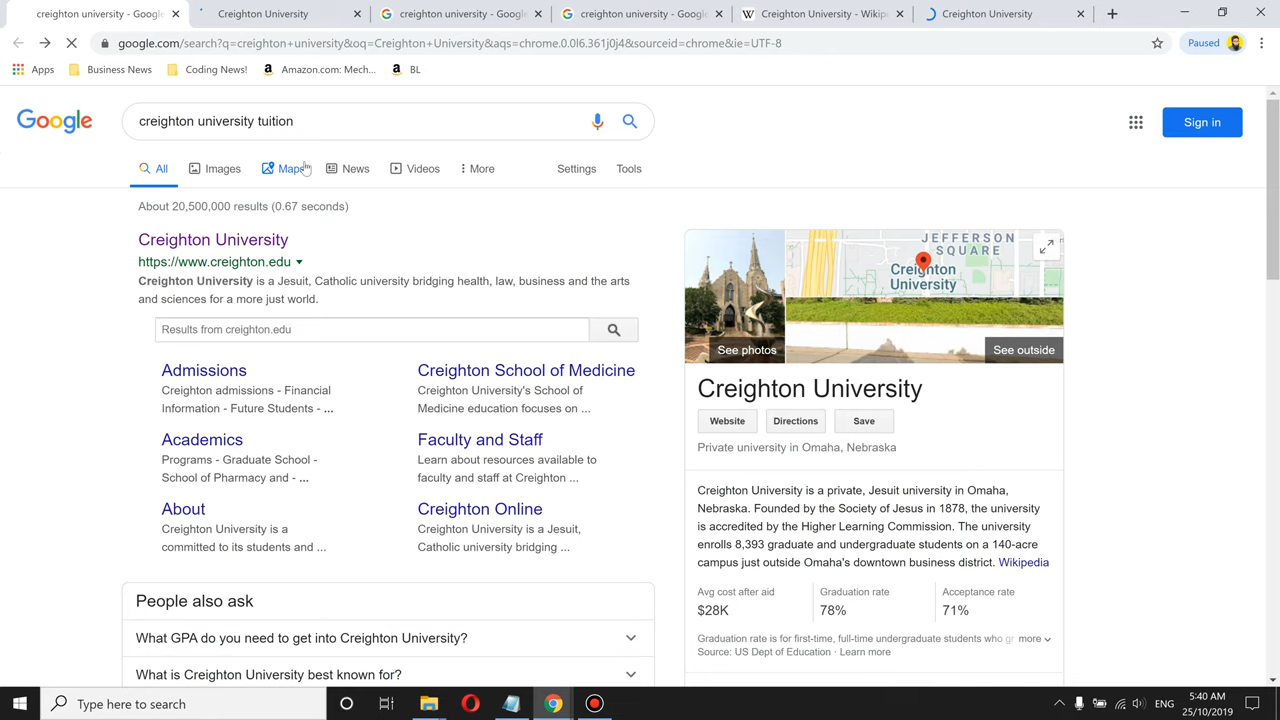 creighton university - Google
Creighton University
creighton university - Google
creighton university - Google
Creighton University - Wikip
Creighton University
google.com/search?q=creighton+university&oq=Creighton+University&aqs=chrome.0.0l6.361j0j4&sourceid=chrome&ie=UTF-8
Paused
Apps
Business News
Coding News!
Amazon.com: Mech...
BL
Google
creighton university tuition
Sign in
All
Images
Maps
News
Videos
More
Settings
Tools
About 20,500,000 results (0.67 seconds)
Creighton University
https://www.creighton.edu
Creighton University is a Jesuit, Catholic university bridging health, law, business and the arts
and sciences for a more just world.
Results from creighton.edu
Admissions
Creighton admissions - Financial
Information - Future Students - ...
Creighton School of Medicine
Creighton University's School of
Medicine education focuses on ...
Academics
Programs - Graduate School -
School of Pharmacy and - ...
Faculty and Staff
Learn about resources available to
faculty and staff at Creighton ...
About
Creighton University is a
committed to its students and ...
Creighton Online
Creighton University is a Jesuit,
Catholic university bridging ...
People also ask
What GPA do you need to get into Creighton University?
What is Creighton University best known for?
JEFFERSON
SQUARE
Creighton
University
See photos
See outside
Creighton University
Website
Directions
Save
Private university in Omaha, Nebraska
Creighton University is a private, Jesuit university in Omaha,
Nebraska. Founded by the Society of Jesus in 1878, the university
is accredited by the Higher Learning Commission. The university
enrolls 8,393 graduate and undergraduate students on a 140-acre
campus just outside Omaha's downtown business district. Wikipedia
Avg cost after aid
$28K
Graduation rate
78%
Acceptance rate
71%
Graduation rate is for first-time, full-time undergraduate students who gr more
Source: US Dept of Education · Learn more
Type here to search
ENG
5:40 AM
25/10/2019